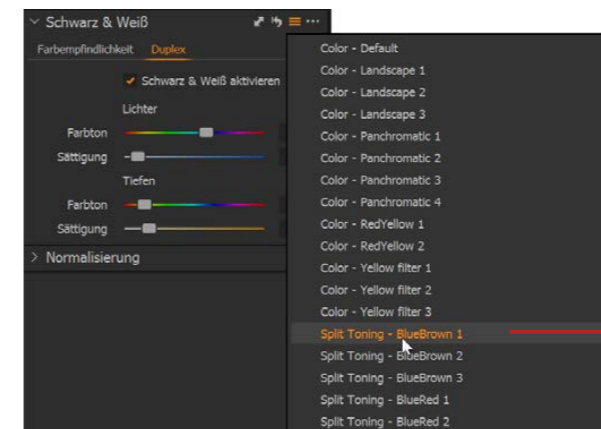 Schwarz & Weiß
Farbempfindlichkeit Duplex
Schwarz & Weiß aktivieren
Lichter
Farbton
Sättigung
Tiefen
Farbton
Sättigung
Normalisierung
Color - Default
Color - Landscape 1
Color - Landscape 2
Color - Landscape 3
Color - Panchromatic 1
Color - Panchromatic 2
Color - Panchromatic 3
Color - Panchromatic 4
Color - RedYellow 1
Color - RedYellow 2
Color - Yellow filter 1
Color - Yellow filter 2
Color - Yellow filter 3
Split Toning - BlueBrown 1
Split Toning - BlueBrown 2
Split Toning - BlueBrown 3
Split Toning - BlueRed 1
Split Toning - BlueRed 2